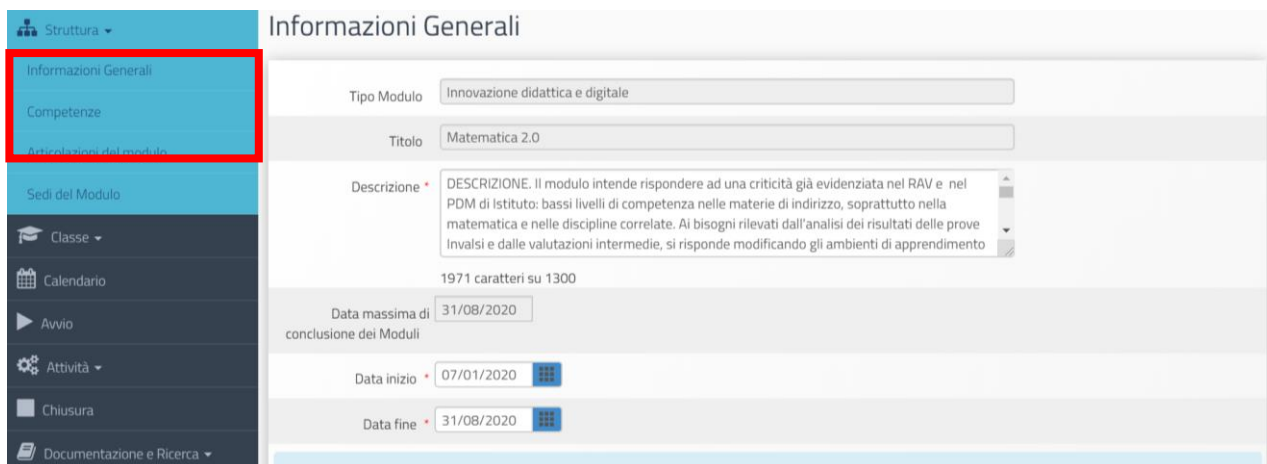 Struttura
Informazioni Generali
Competenze
Articolazioni del modulo
Sedi del Modulo
Classe
Calendario
Avvio
Attività
Chiusura
Documentazione e Ricerca
Informazioni Generali
Tipo Modulo
Innovazione didattica e digitale
Titolo
Matematica 2.0
Descrizione *
DESCRIZIONE. Il modulo intende rispondere ad una criticità già evidenziata nel RAV e nel
PDM di Istituto: bassi livelli di competenza nelle materie di indirizzo, soprattutto nella
matematica e nelle discipline correlate. Ai bisogni rilevati dall'analisi dei risultati delle prove
Invalsi e dalle valutazioni intermedie, si risponde modificando gli ambienti di apprendimento
1971 caratteri su 1300
Data massima di
conclusione dei Moduli
31/08/2020
Data inizio *
07/01/2020
Data fine *
31/08/2020